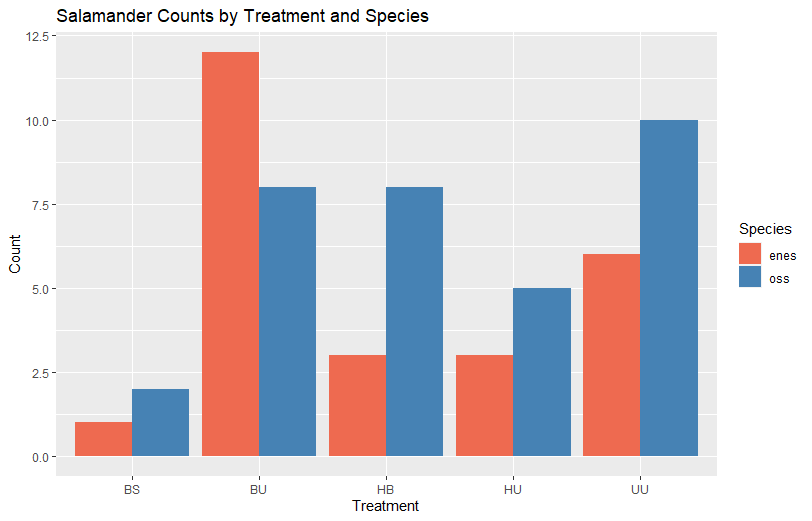 Salamander Counts by Treatment and Species
12.5
10.0
7.5
5.0
2.5
0.0
Count
BS BU HB HU UU
Treatment
Species
enes
oss